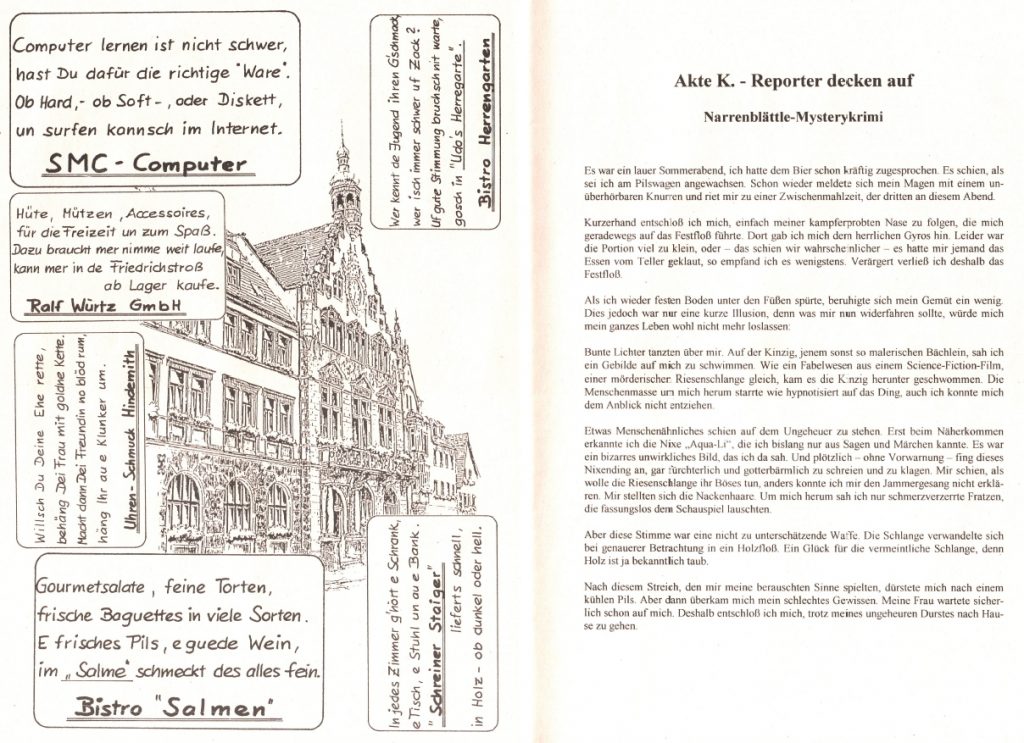 Computer lernen ist nicht schwer,
hast Du dafür die richtige "Ware".
Ob Hard,- ob Soft-, oder Diskett,
un surfen kannsch im Internet.
SMC - Computer
Hüte, Mützen, Accessoires,
für die Freizeit un zum Spaß.
Dazu braucht mer nimme weit laufe,
kann mer in de Friedrichstroß
ab Lager kaufe.
Ralf Würtz GmbH
Willsch Du Deine Ehe rette,
behäng Dei Frau mit goldne Kette.
Macht dann Dei Freundin no blöd rum,
häng Ihr au e Klunker um.
Uhren- Schmuck Hindemith
Gourmetsalate, feine Torten,
frische Baguettes in viele Sorten.
E frisches Pils, e guede Wein,
im „Salme" schmeckt des alles fein.
Bistro "Salmen"
Wer kennt de Jugend ihren G'schmack,
wer isch immer schwer uf Zack?
Uf gute Stimmung bruchsch nit warte,
gosch in "Udo's Herregarte".
Bistro Herrengarten
In jedes Zimmer g'hört e Schrank,
e Tisch, e Stuhl un au e Bank.
"Schreiner Staiger"
lieferts schnell,
in Holz - ob dunkel oder hell.
Akte K. - Reporter decken auf
Narrenblättle-Mysterykrimi
Es war ein lauer Sommerabend, ich hatte dem Bier schon kräftig zugesprochen. Es schien, als
sei ich am Pilswagen angewachsen. Schon wieder meldete sich mein Magen mit einem un-
überhörbaren Knurren und riet mir zu einer Zwischenmahlzeit, der dritten an diesem Abend.
Kurzerhand entschloß ich mich, einfach meiner kampferprobten Nase zu folgen, die mich
geradewegs auf das Festfloß führte. Dort gab ich mich dem herrlichen Gyros hin. Leider war
die Portion viel zu klein, oder – das schien wir wahrscheinlicher – es hatte mir jemand das
Essen vom Teller geklaut, so empfand ich es wenigstens. Verärgert verließ ich deshalb das
Festfloß.
Als ich wieder festen Boden unter den Füßen spürte, beruhigte sich mein Gemüt ein wenig.
Dies jedoch war nur eine kurze Illusion, denn was mir nun widerfahren sollte, würde mich
mein ganzes Leben wohl nicht mehr loslassen:
Bunte Lichter tanzten über mir. Auf der Kinzig, jenem sonst so malerischen Bächlein, sah ich
ein Gebilde auf mich zu schwimmen. Wie ein Fabelwesen aus einem Science-Fiction-Film,
einer mörderischer Riesenschlange gleich, kam es die Kinzig herunter geschwommen. Die
Menschenmasse um mich herum starrte wie hypnotisiert auf das Ding, auch ich konnte mich
dem Anblick nicht entziehen.
Etwas Menschenähnliches schien auf dem Ungeheuer zu stehen. Erst beim Näherkommen
erkannte ich die Nixe „Aqua-Li“, die ich bislang nur aus Sagen und Märchen kannte. Es war
ein bizarres unwirkliches Bild, das ich da sah. Und plötzlich – ohne Vorwarnung – fing dieses
Nixending an, gar fürchterlich und gotterbärmlich zu schreien und zu klagen. Mir schien, als
wolle die Riesenschlange ihr Böses tun, anders konnte ich mir den Jammergesang nicht erklä-
ren. Mir stellten sich die Nackenhaare. Um mich herum sah ich nur schmerzverzerrte Fratzen,
die fassungslos dem Schauspiel lauschten.
Aber diese Stimme war eine nicht zu unterschätzende Waffe. Die Schlange verwandelte sich
bei genauerer Betrachtung in ein Holzfloß. Ein Glück für die vermeintliche Schlange, denn
Holz ist ja bekanntlich taub.
Nach diesem Streich, den mir meine berauschten Sinne spielten, dürstete mich nach einem
kühlen Pils. Aber dann überkam mich mein schlechtes Gewissen. Meine Frau wartete sicher-
lich schon auf mich. Deshalb entschloß ich mich, trotz meines ungeheuren Durstes nach Hau-
se zu gehen.